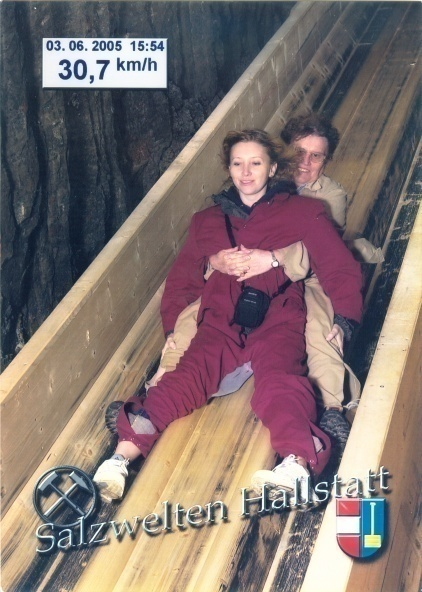 03. 06. 2005 15:54
30,7 km/h
Salzwelten Hallstatt